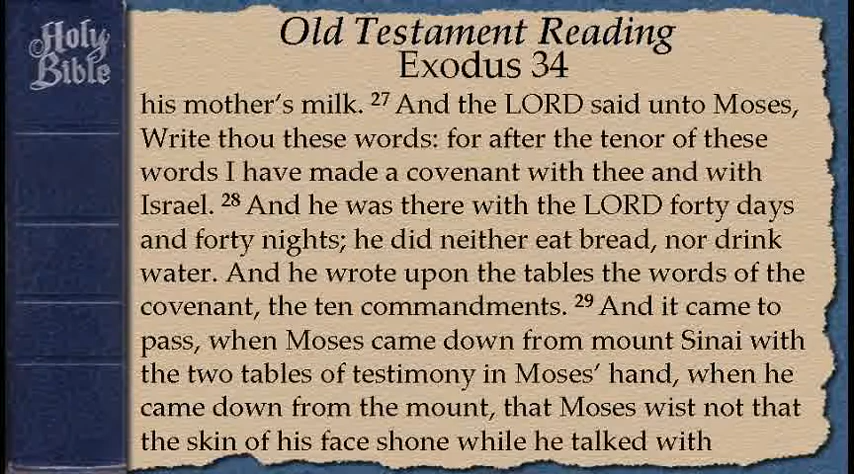 Holy
Bible
Old Testament Reading
Exodus 34
his mother's milk. 27 And the LORD said unto Moses,
Write thou these words: for after the tenor of these
words I have made a covenant with thee and with
Israel. 28 And he was there with the LORD forty days
and forty nights; he did neither eat bread, nor drink
water. And he wrote upon the tables the words of the
covenant, the ten commandments. 29 And it came to
pass, when Moses came down from mount Sinai with
the two tables of testimony in Moses' hand, when he
came down from the mount, that Moses wist not that
the skin of his face shone while he talked with